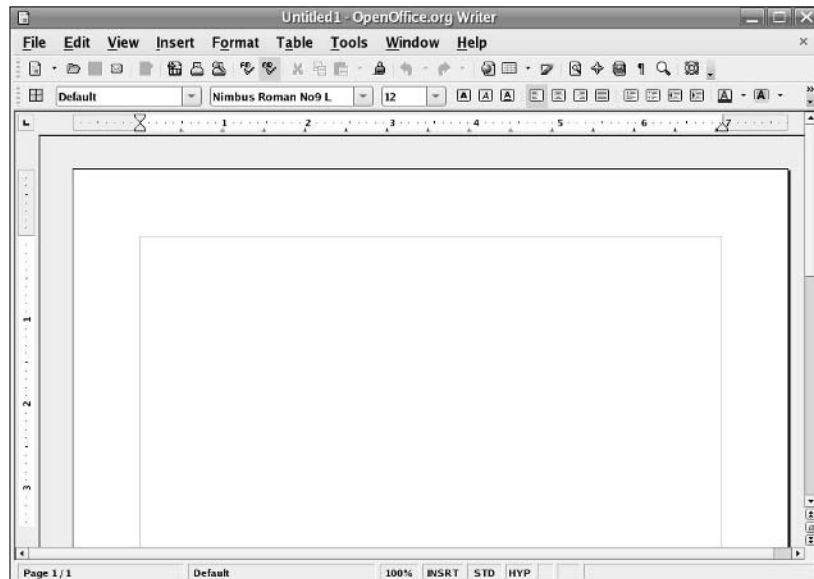 Untitled1 - OpenOffice.org Writer
File Edit View Insert Format Table Tools Window Help
Default Nimbus Roman No9 L 12
1 2 3 4 5 6 7
1
2
3
Page 1 / 1 Default 100% INSRT STD HYP